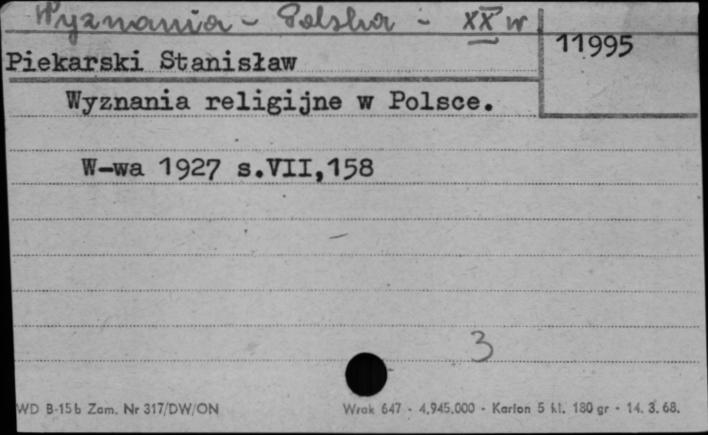 Wyznania - Polska - XX w
11995
Piekarski Stanisław
Wyznania religijne w Polsce.
W-wa 1927 s.VII,158
3
WD B-15b Zam. Nr 317/DW/ON
Wrak 647 - 4.945.000 - Karton 5 kl. 180 gr - 14. 3. 68.